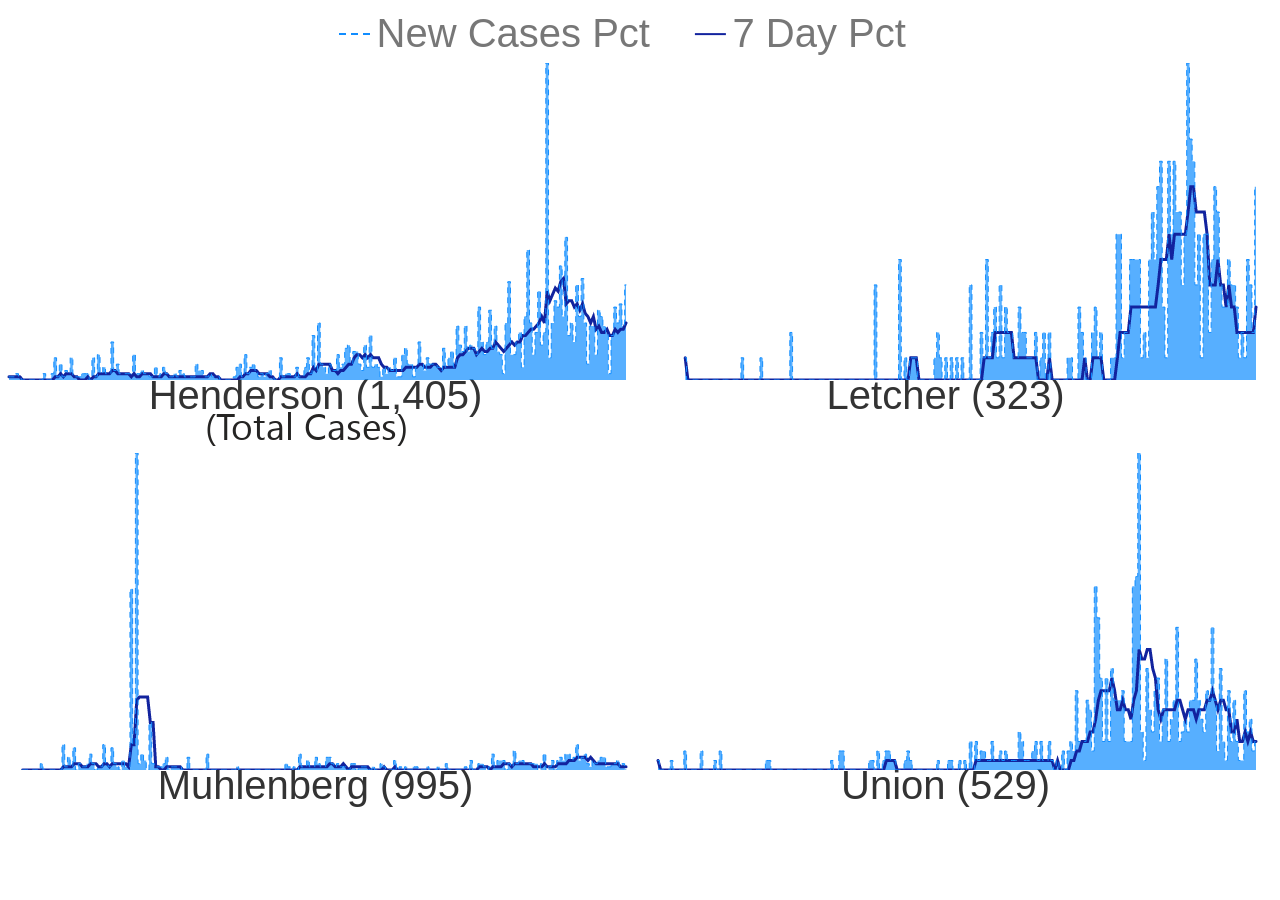 New Cases Pct 7 Day Pct
Henderson (1,405) Letcher (323)
(Total Cases)
Muhlenberg (995) Union (529)